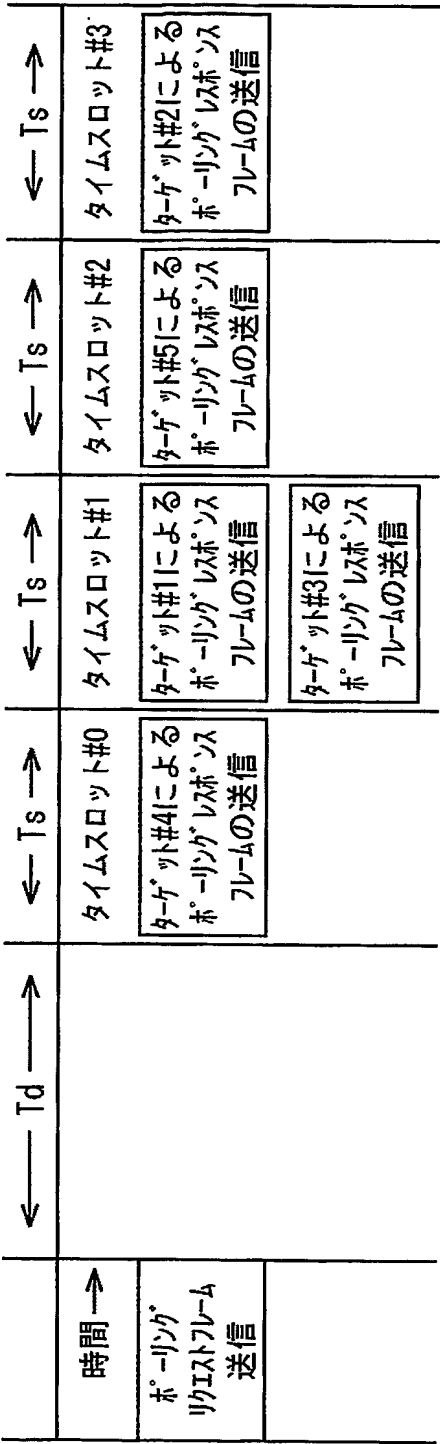 ← Td →
← Ts →
← Ts →
← Ts →
← Ts →
時間→
タイムスロット#0
タイムスロット#1
タイムスロット#2
タイムスロット#3
ポーリング
リクエストフレーム
送信
ターゲット#4による
ポーリングレスポンス
フレームの送信
ターゲット#1による
ポーリングレスポンス
フレームの送信
ターゲット#5による
ポーリングレスポンス
フレームの送信
ターゲット#2による
ポーリングレスポンス
フレームの送信
ターゲット#3による
ポーリングレスポンス
フレームの送信